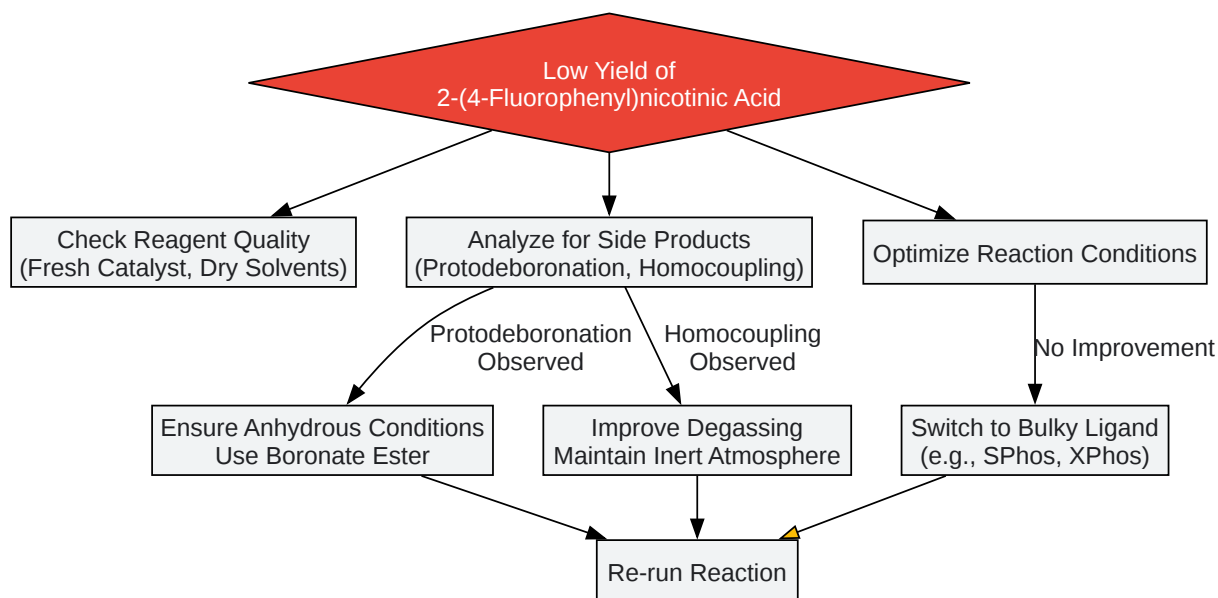 Low Yield of
2-(4-Fluorophenyl)nicotinic Acid
Check Reagent Quality
(Fresh Catalyst, Dry Solvents)
Analyze for Side Products
(Protodeboronation, Homocoupling)
Optimize Reaction Conditions
Protodeboronation
Observed
Homocoupling
Observed
No Improvement
Ensure Anhydrous Conditions
Use Boronate Ester
Improve Degassing
Maintain Inert Atmosphere
Switch to Bulky Ligand
(e.g., SPhos, XPhos)
Re-run Reaction